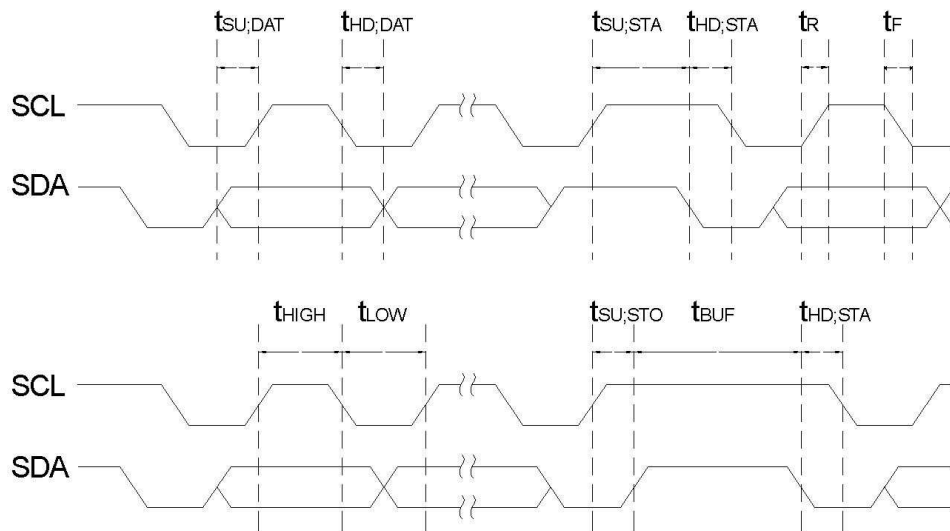 tSU;DAT tHD;DAT tSU;STA tHD;STA tR tF
SCL
SDA
tHIGH tLOW tSU;STO tBUF tHD;STA
SCL
SDA